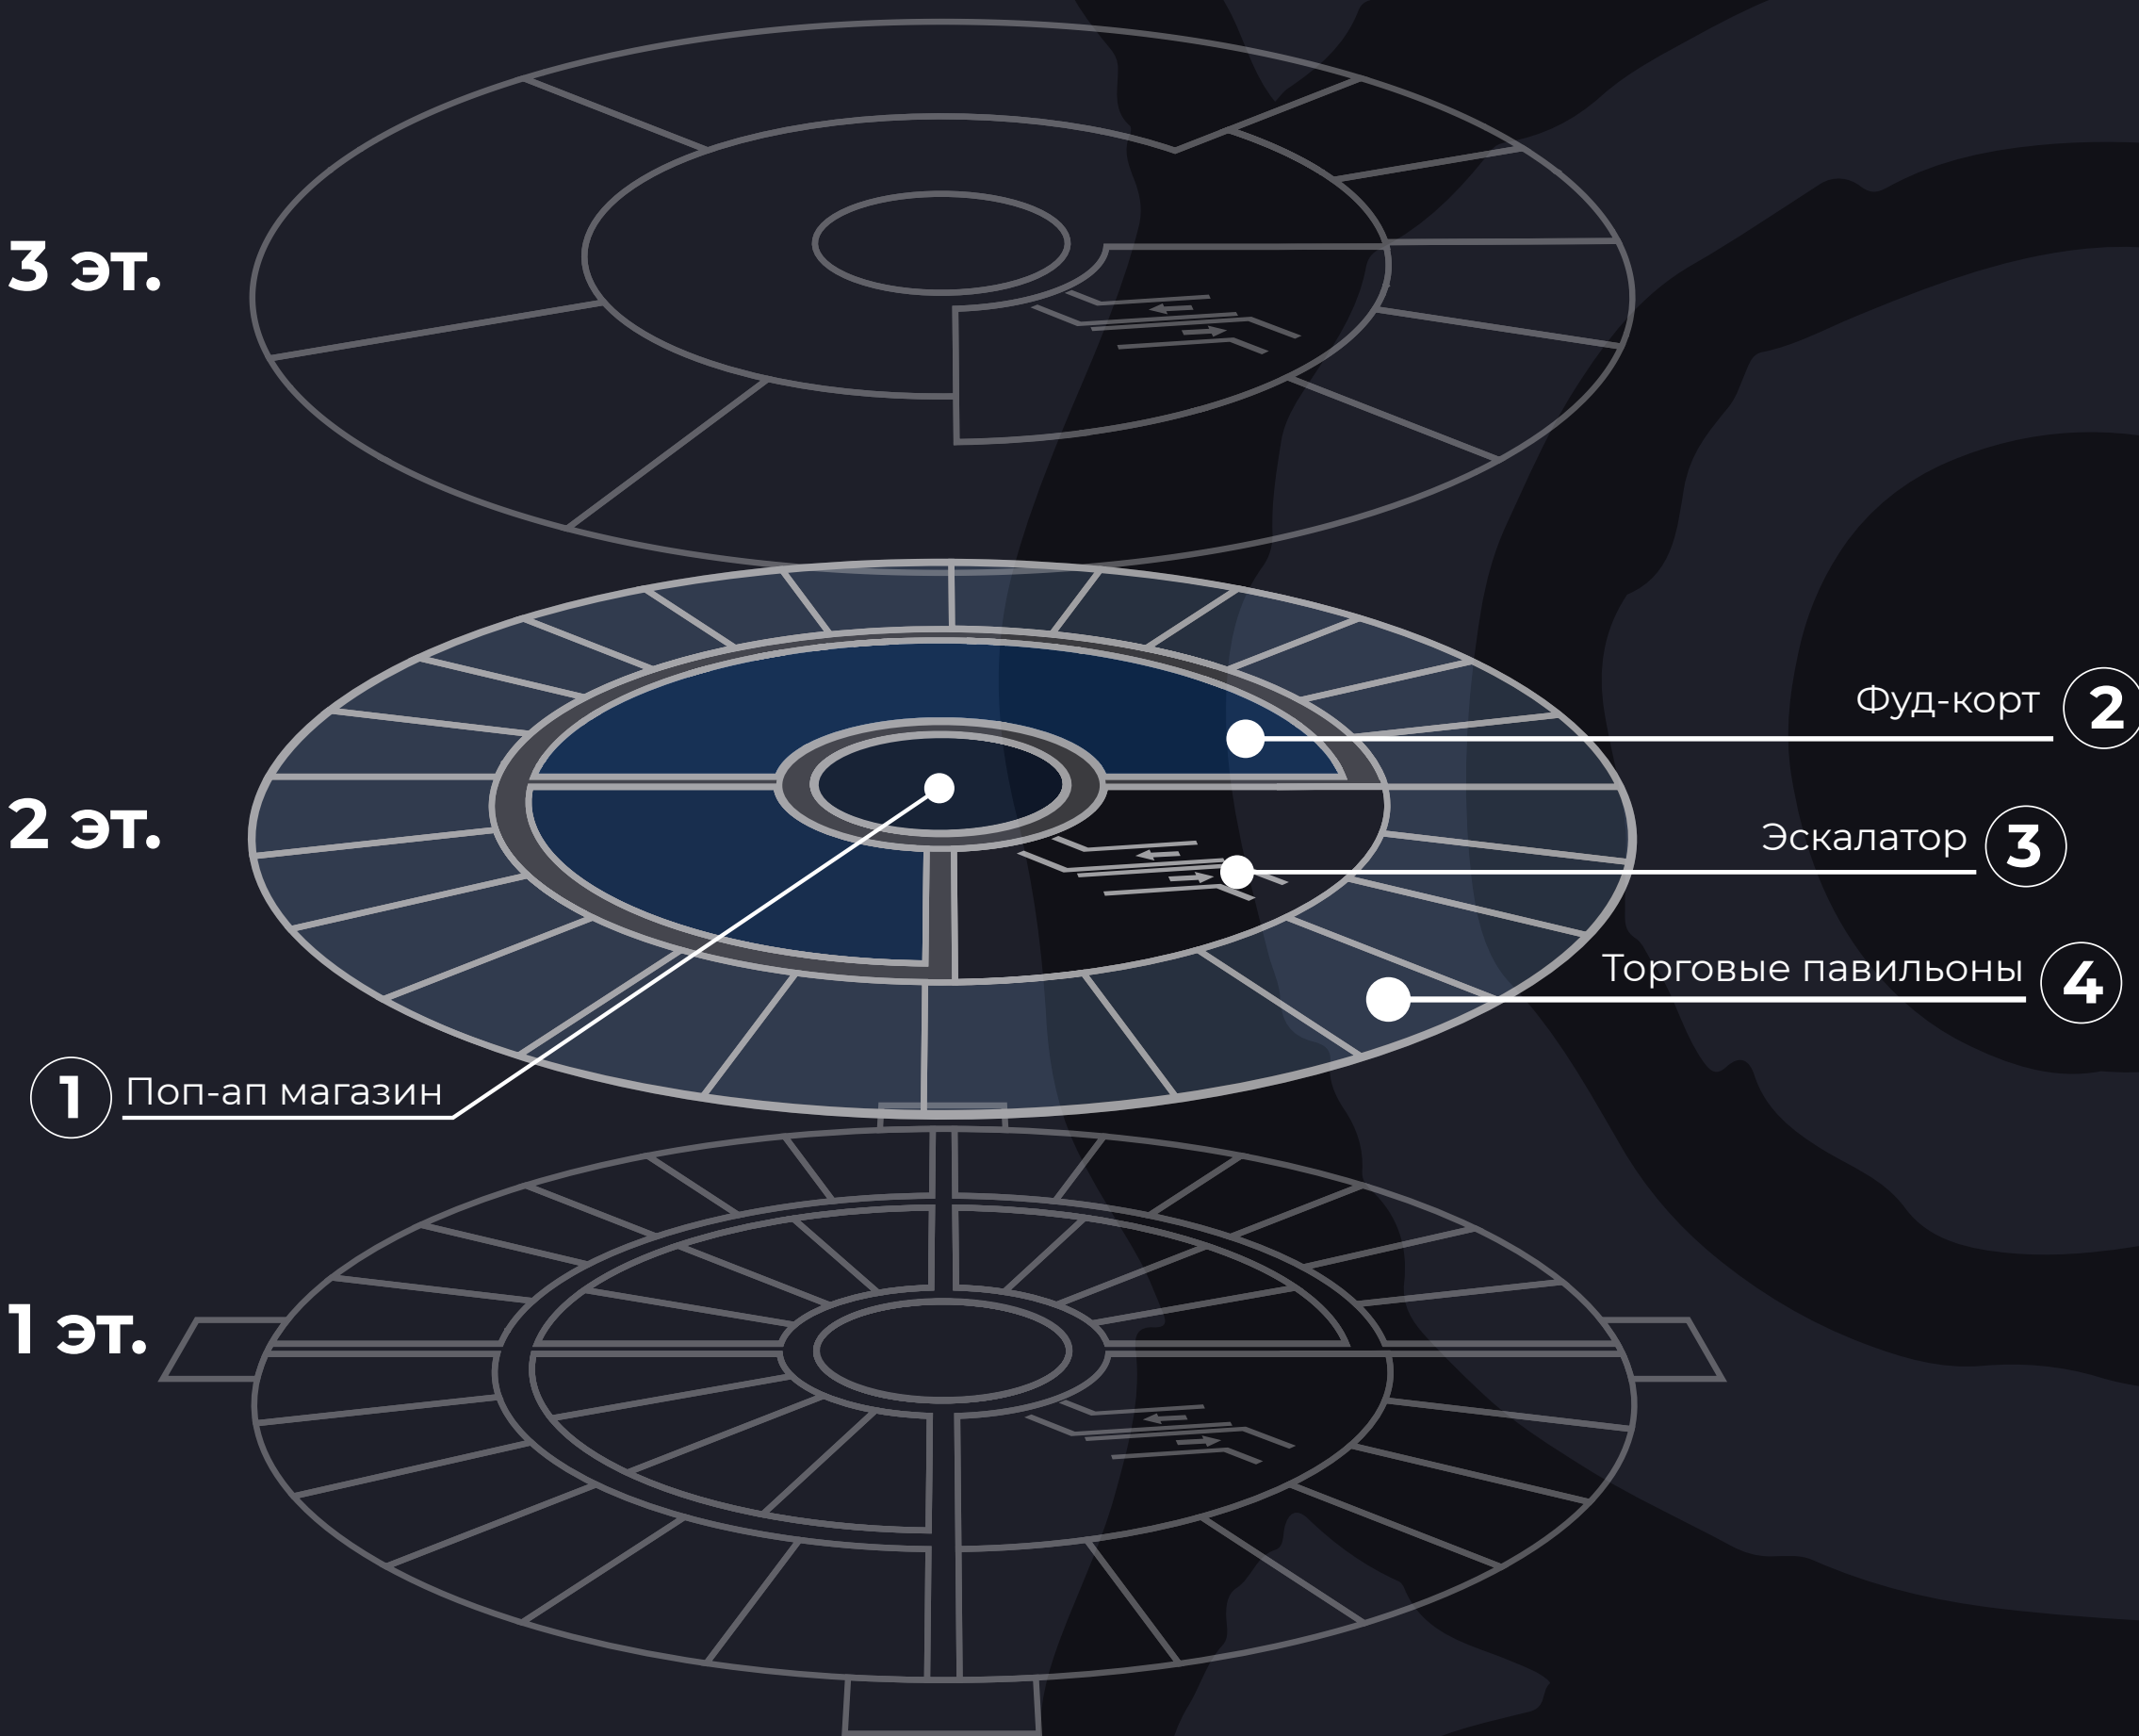 3 эт.
2 эт.
Фуд-корт 2
Эскалатор 3
Торговые павильоны 4
1 Поп-ап магазин
1 эт.